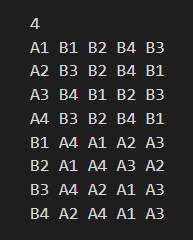 4
A1 B1 B2 B4 B3
A2 B3 B2 B4 B1
A3 B4 B1 B2 B3
A4 B3 B2 B4 B1
B1 A4 A1 A2 A3
B2 A1 A4 A3 A2
B3 A4 A2 A1 A3
B4 A2 A4 A1 A3